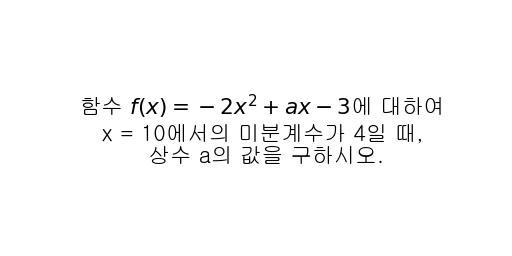 함수 f(x) = −2x² + ax − 3에 대하여
x = 10에서의 미분계수가 4일 때,
상수 a의 값을 구하시오.